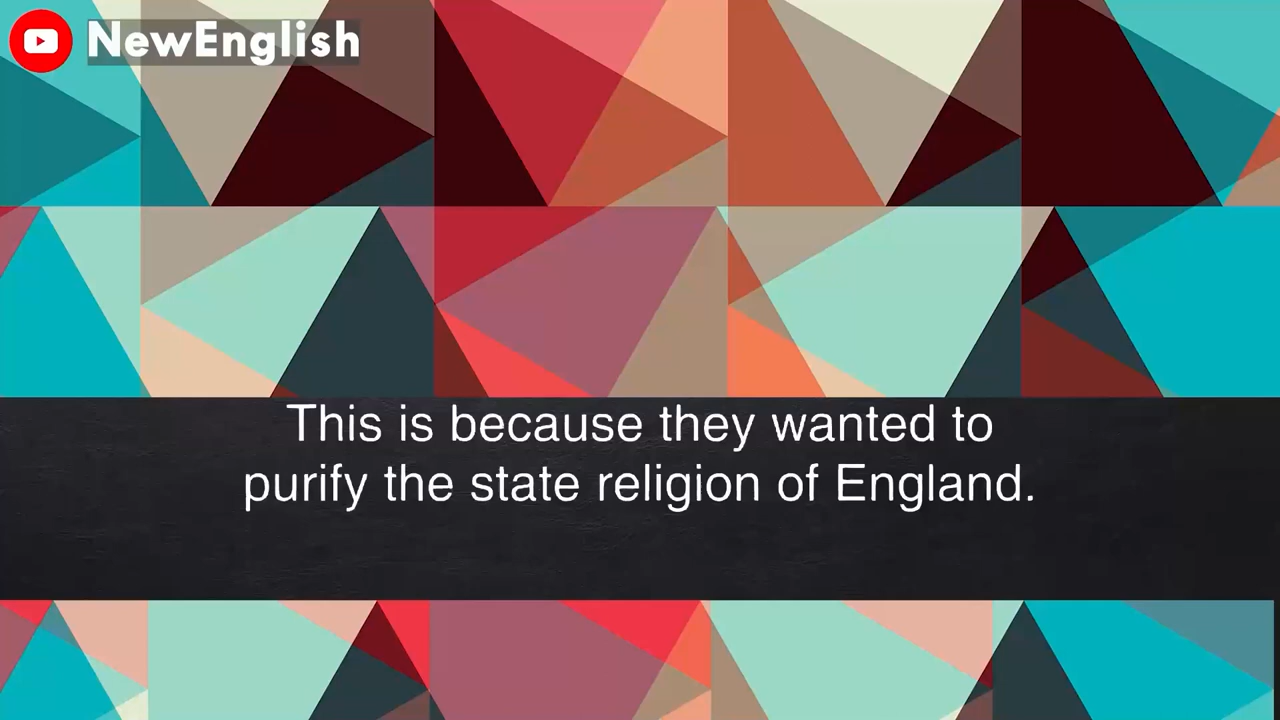 NewEnglish
This is because they wanted to
purify the state religion of England.